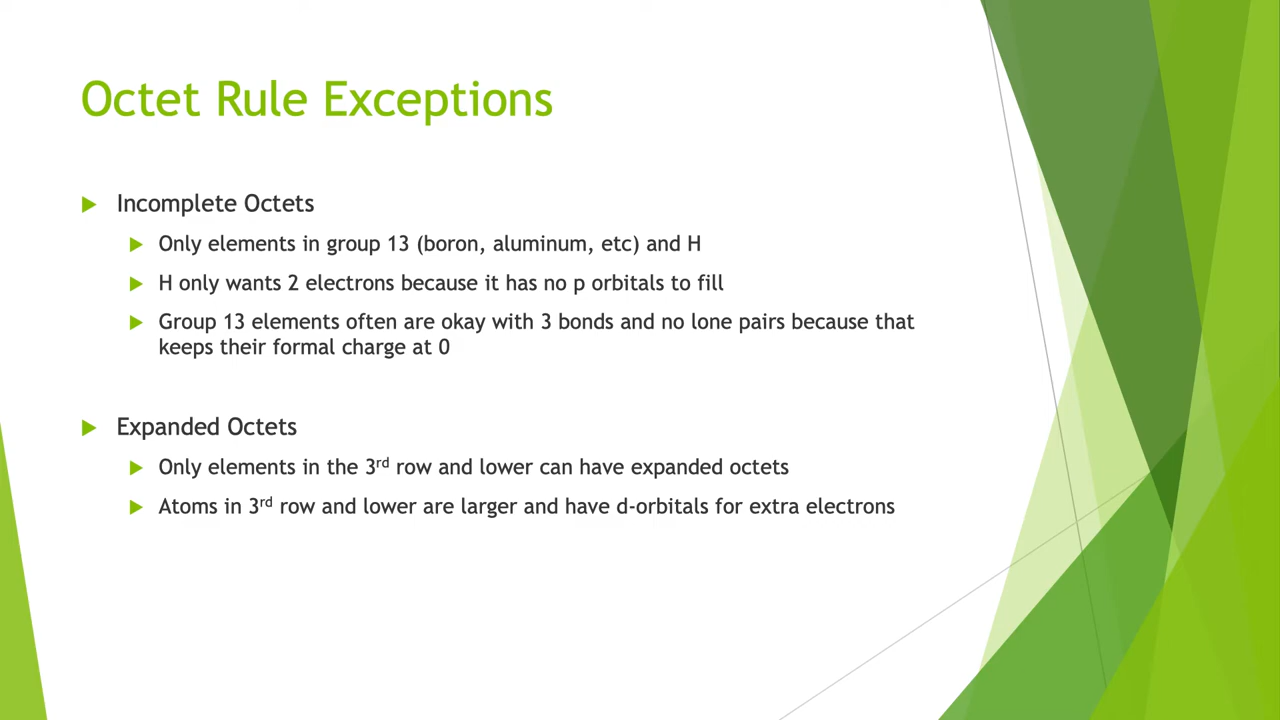 Octet Rule Exceptions
Incomplete Octets
Only elements in group 13 (boron, aluminum, etc) and H
H only wants 2 electrons because it has no p orbitals to fill
Group 13 elements often are okay with 3 bonds and no lone pairs because that
keeps their formal charge at 0
Expanded Octets
Only elements in the 3rd row and lower can have expanded octets
Atoms in 3rd row and lower are larger and have d-orbitals for extra electrons